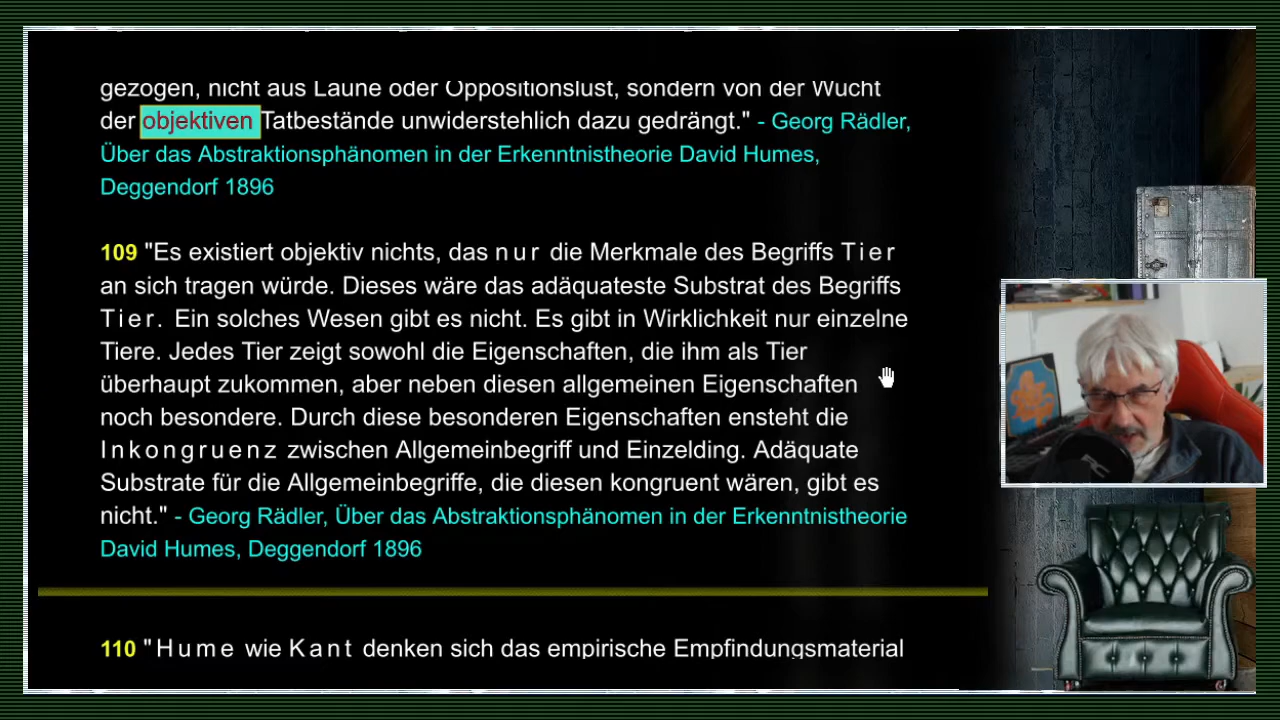 gezogen, nicht aus Laune oder Oppositionslust, sondern von der Wucht
der objektiven Tatbestände unwiderstehlich dazu gedrängt." - Georg Rädler,
Über das Abstraktionsphänomen in der Erkenntnistheorie David Humes,
Deggendorf 1896
109 "Es existiert objektiv nichts, das nur die Merkmale des Begriffs Tier
an sich tragen würde. Dieses wäre das adäquateste Substrat des Begriffs
Tier. Ein solches Wesen gibt es nicht. Es gibt in Wirklichkeit nur einzelne
Tiere. Jedes Tier zeigt sowohl die Eigenschaften, die ihm als Tier
überhaupt zukommen, aber neben diesen allgemeinen Eigenschaften
noch besondere. Durch diese besonderen Eigenschaften ensteht die
Inkongruenz zwischen Allgemeinbegriff und Einzelding. Adäquate
Substrate für die Allgemeinbegriffe, die diesen kongruent wären, gibt es
nicht." - Georg Rädler, Über das Abstraktionsphänomen in der Erkenntnistheorie
David Humes, Deggendorf 1896
110 "Hume wie Kant denken sich das empirische Empfindungsmaterial